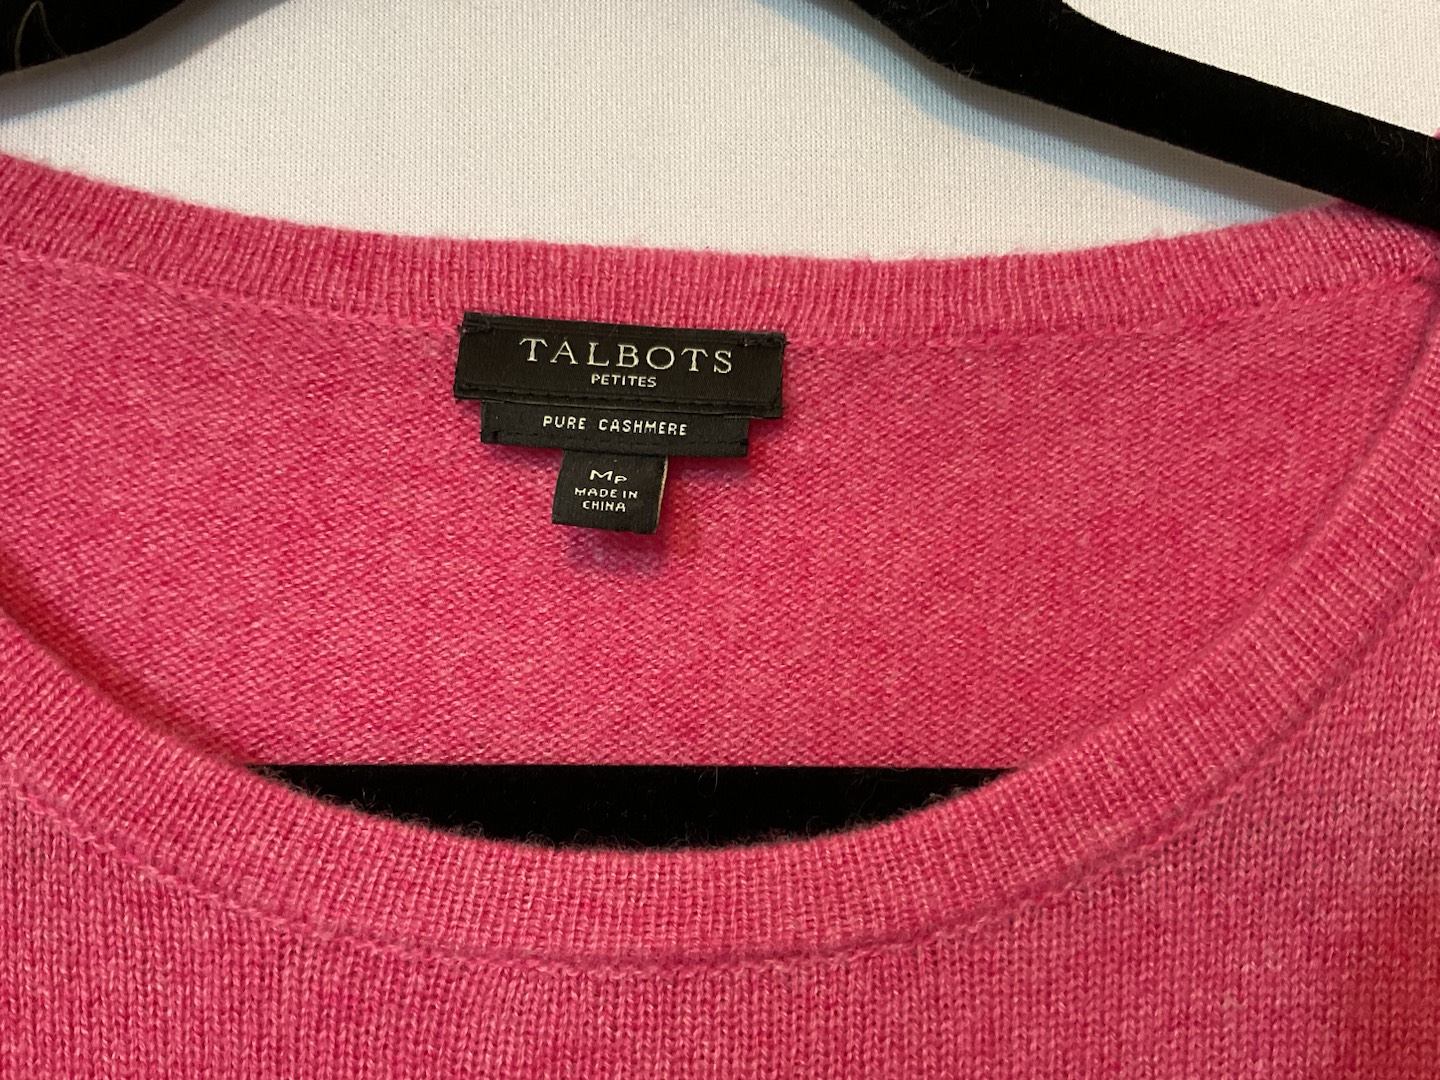 TALBOTS
PETITES
PURE CASHMERE
MP
MADE IN
CHINA